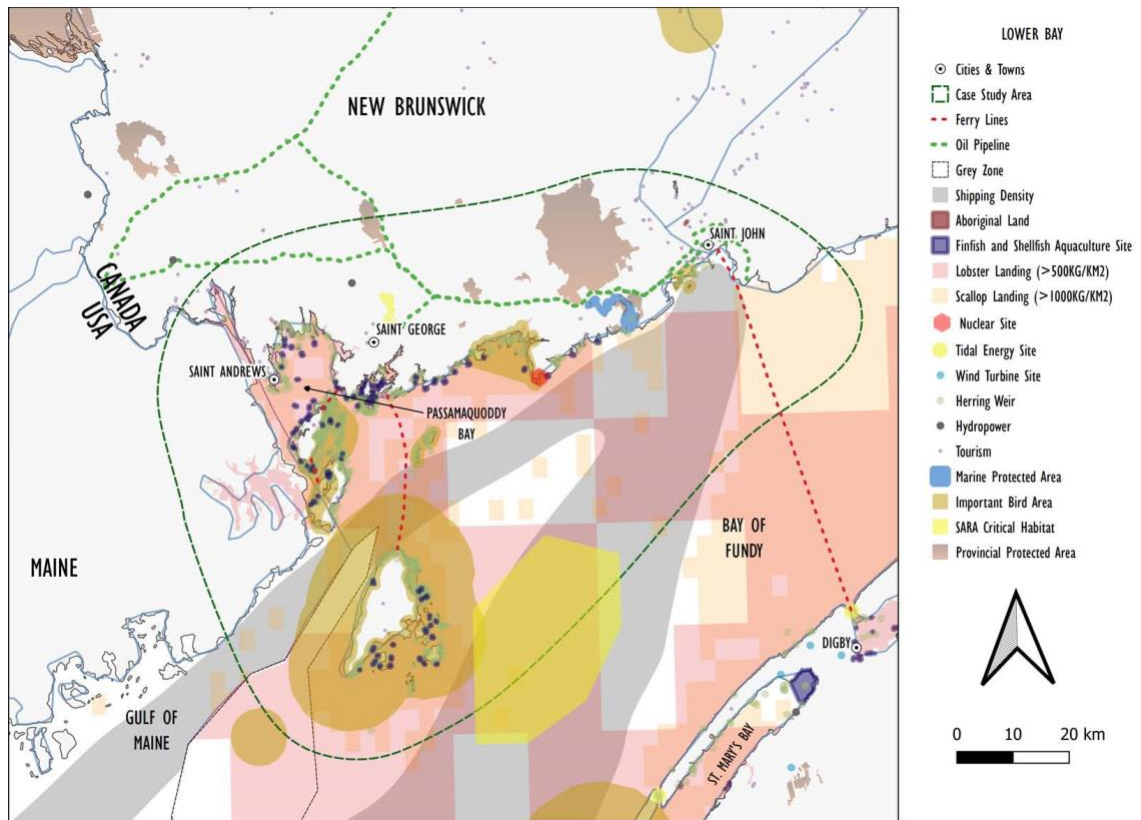 NEW BRUNSWICK
SAINT JOHN
CANADA
USA
SAINT GEORGE
SAINT ANDREWS
PASSAMAQUODDY
BAY
BAY OF
FUNDY
MAINE
DIGBY
GULF OF
MAINE
ST. MARY'S BAY
LOWER BAY
Cities & Towns
Case Study Area
Ferry Lines
Oil Pipeline
Grey Zone
Shipping Density
Aboriginal Land
Finfish and Shellfish Aquaculture Site
Lobster Landing (>500KG/KM2)
Scallop Landing (>1000KG/KM2)
Nuclear Site
Tidal Energy Site
Wind Turbine Site
Herring Weir
Hydropower
Tourism
Marine Protected Area
Important Bird Area
SARA Critical Habitat
Provincial Protected Area
0 10 20 km